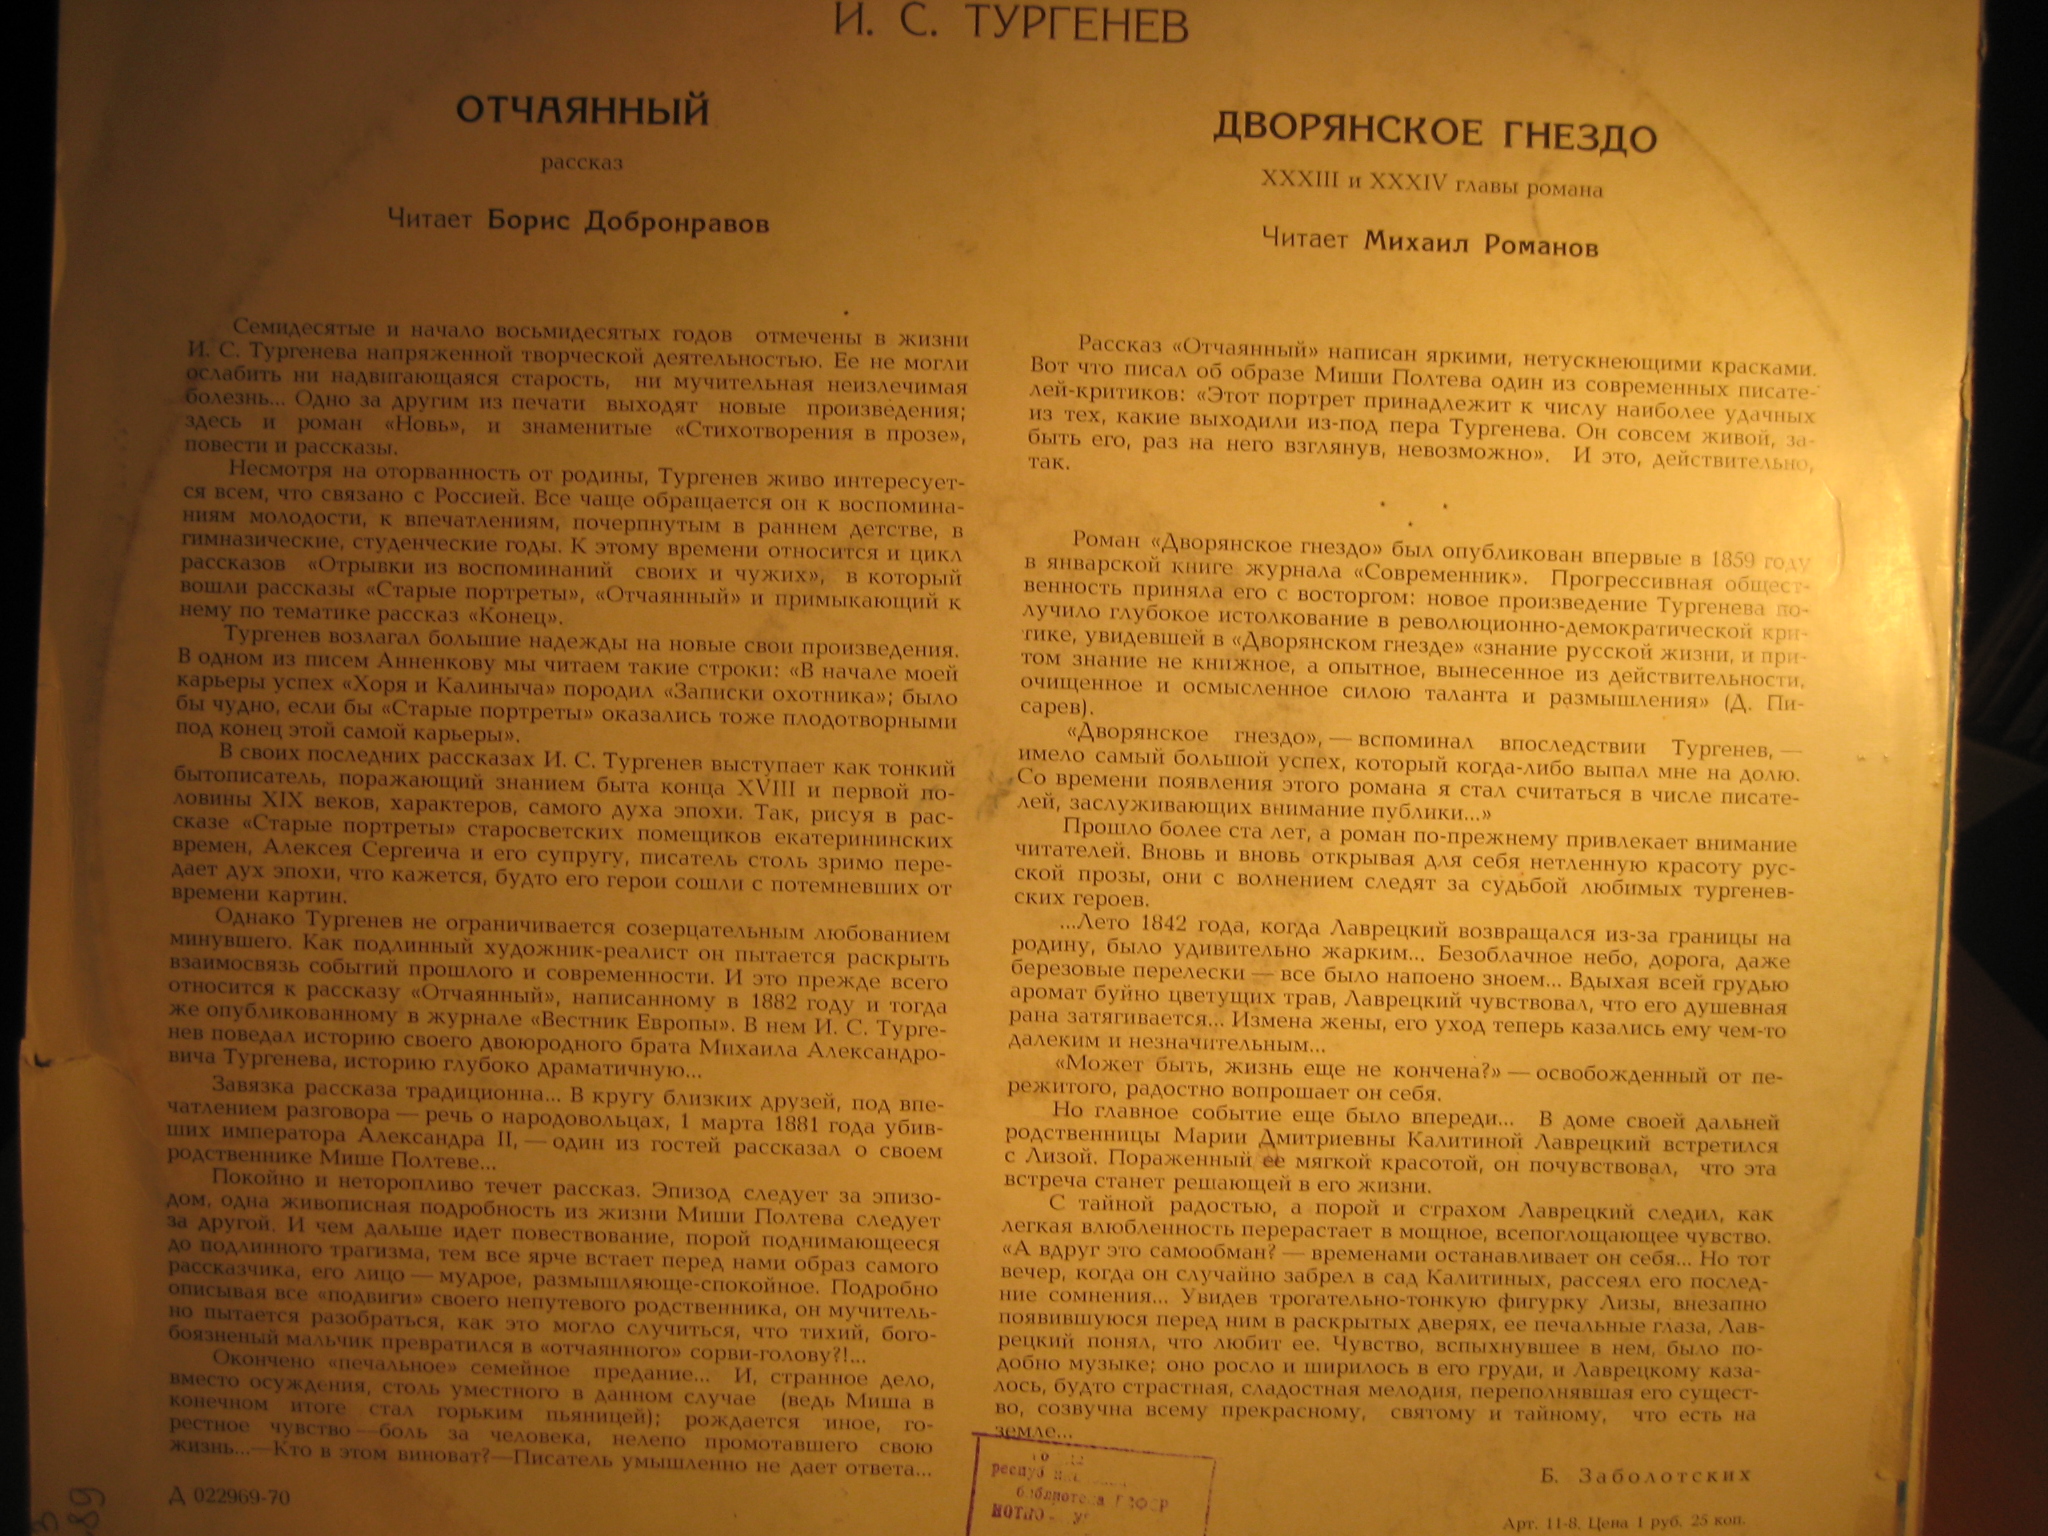 И. С. ТУРГЕНЕВ
ОТЧАЯННЫЙ
рассказ
Читает Борис Добронравов
Семидесятые и начало восьмидесятых годов отмечены в жизни
И. С. Тургенева напряженной творческой деятельностью. Ее не могли
ослабить ни надвигающаяся старость, ни мучительная неизлечимая
болезнь... Одно за другим из печати выходят новые произведения;
здесь и роман «Новь», и знаменитые «Стихотворения в прозе»,
повести и рассказы.
Несмотря на оторванность от родины, Тургенев живо интересует-
ся всем, что связано с Россией. Все чаще обращается он к воспомина-
ниям молодости, к впечатлениям, почерпнутым в раннем детстве, в
гимназические, студенческие годы. К этому времени относится и цикл
рассказов «Отрывки из воспоминаний своих и чужих», в который
вошли рассказы «Старые портреты», «Отчаянный» и примыкающий к
нему по тематике рассказ «Конец».
Тургенев возлагал большие надежды на новые свои произведения.
В одном из писем Анненкову мы читаем такие строки: «В начале моей
карьеры успех «Хоря и Калиныча» породил «Записки охотника»; было
бы чудно, если бы «Старые портреты» оказались тоже плодотворными
под конец этой самой карьеры».
В своих последних рассказах И. С. Тургенев выступает как тонкий
бытописатель, поражающий знанием быта конца XVIII и первой по-
ловины XIX веков, характеров, самого духа эпохи. Так, рисуя в рас-
сказе «Старые портреты» старосветских помещиков екатерининских
времен, Алексея Сергеича и его супругу, писатель столь зримо пере-
дает дух эпохи, что кажется, будто его герои сошли с потемневших от
времени картин.
Однако Тургенев не ограничивается созерцательным любованием
минувшего. Как подлинный художник-реалист он пытается раскрыть
взаимосвязь событий прошлого и современности. И это прежде всего
относится к рассказу «Отчаянный», написанному в 1882 году и тогда
же опубликованному в журнале «Вестник Европы». В нем И. С. Турге-
нев поведал историю своего двоюродного брата Михаила Александро-
вича Тургенева, историю глубоко драматичную...
Завязка рассказа традиционна... В кругу близких друзей, под впе-
чатлением разговора — речь о народовольцах, 1 марта 1881 года убив-
ших императора Александра II, — один из гостей рассказал о своем
родственнике Мише Полтеве...
Покойно и неторопливо течет рассказ. Эпизод следует за эпизо-
дом, одна живописная подробность из жизни Миши Полтева следует
за другой. И чем дальше идет повествование, порой поднимающееся
до подлинного трагизма, тем все ярче встает перед нами образ самого
рассказчика, его лицо — мудрое, размышляюще-спокойное. Подробно
описывая все «подвиги» своего непутевого родственника, он мучитель-
но пытается разобраться, как это могло случиться, что тихий, бого-
боязненый мальчик превратился в «отчаянного» сорви-голову?!...
Окончено «печальное» семейное предание... И, странное дело,
вместо осуждения, столь уместного в данном случае (ведь Миша в
конечном итоге стал горьким пьяницей); рождается иное, го-
рестное чувство — боль за человека, нелепо промотавшего свою
жизнь...—Кто в этом виноват?—Писатель умышленно не дает ответа...
Д 022969-70
ДВОРЯНСКОЕ ГНЕЗДО
XXXIII и XXXIV главы романа
Читает Михаил Романов
Рассказ «Отчаянный» написан яркими, нетускнеющими красками.
Вот что писал об образе Миши Полтева один из современных писате-
лей-критиков: «Этот портрет принадлежит к числу наиболее удачных
из тех, какие выходили из-под пера Тургенева. Он совсем живой, за-
быть его, раз на него взглянув, невозможно». И это, действительно,
так.
Роман «Дворянское гнездо» был опубликован впервые в 1859 году
в январской книге журнала «Современник». Прогрессивная общест-
венность приняла его с восторгом: новое произведение Тургенева по-
лучило глубокое истолкование в революционно-демократической кри-
тике, увидевшей в «Дворянском гнезде» «знание русской жизни, и при-
том знание не книжное, а опытное, вынесенное из действительности,
очищенное и осмысленное силою таланта и размышления» (Д. Пи-
сарев).
«Дворянское гнездо», — вспоминал впоследствии Тургенев, —
имело самый большой успех, который когда-либо выпал мне на долю.
Со времени появления этого романа я стал считаться в числе писате-
лей, заслуживающих внимание публики...»
Прошло более ста лет, а роман по-прежнему привлекает внимание
читателей. Вновь и вновь открывая для себя нетленную красоту рус-
ской прозы, они с волнением следят за судьбой любимых тургенев-
ских героев.
...Лето 1842 года, когда Лаврецкий возвращался из-за границы на
родину, было удивительно жарким... Безоблачное небо, дорога, даже
березовые перелески — все было напоено зноем... Вдыхая всей грудью
аромат буйно цветущих трав, Лаврецкий чувствовал, что его душевная
рана затягивается... Измена жены, его уход теперь казались ему чем-то
далеким и незначительным...
«Может быть, жизнь еще не кончена?» — освобожденный от пе-
режитого, радостно вопрошает он себя.
Но главное событие еще было впереди... В доме своей дальней
родственницы Марии Дмитриевны Калитиной Лаврецкий встретился
с Лизой. Пораженный ее мягкой красотой, он почувствовал, что эта
встреча станет решающей в его жизни.
С тайной радостью, а порой и страхом Лаврецкий следил, как
легкая влюбленность перерастает в мощное, всепоглощающее чувство.
«А вдруг это самообман? — временами останавливает он себя... Но тот
вечер, когда он случайно забрел в сад Калитиных, рассеял его послед-
ние сомнения... Увидев трогательно-тонкую фигурку Лизы, внезапно
появившуюся перед ним в раскрытых дверях, ее печальные глаза, Лав-
рецкий понял, что любит ее. Чувство, вспыхнувшее в нем, было по-
добно музыке; оно росло и ширилось в его груди, и Лаврецкому каза-
лось, будто страстная, сладостная мелодия, переполнявшая его сущест-
во, созвучна всему прекрасному, святому и тайному, что есть на
земле...
Б. Заболотских
Арт. 11-8. Цена 1 руб. 25 коп.